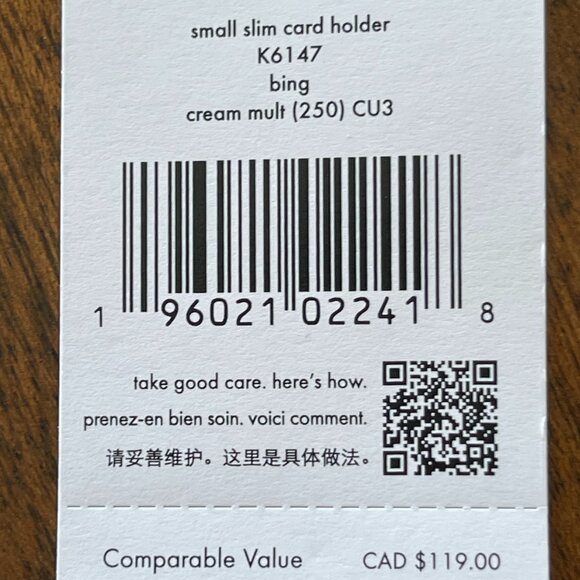 small slim card holder
K6147
bing
cream mult (250) CU3
1 96021 02241 8
take good care. here's how.
prenez-en bien soin. voici comment.
请妥善维护。这里是具体做法。
Comparable Value CAD $119.00